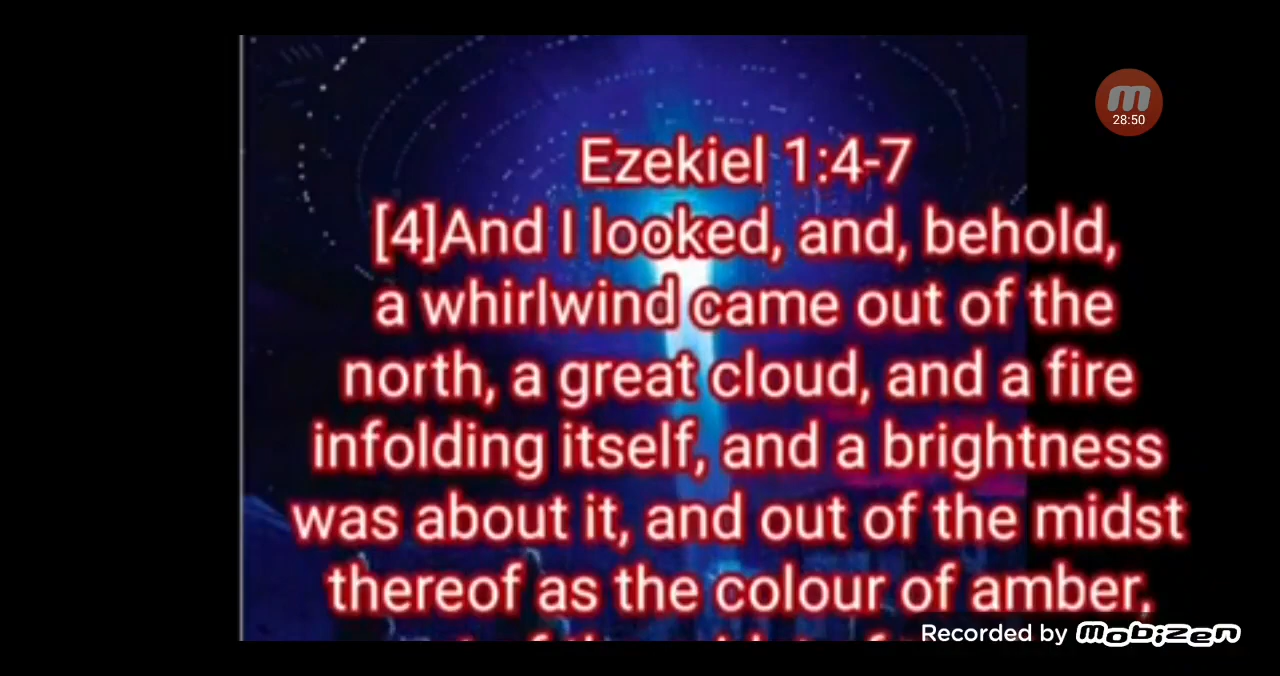 28:50
Ezekiel 1:4-7
[4]And I looked, and, behold,
a whirlwind came out of the
north, a great cloud, and a fire
infolding itself, and a brightness
was about it, and out of the midst
thereof as the colour of amber,
Recorded by mobizen